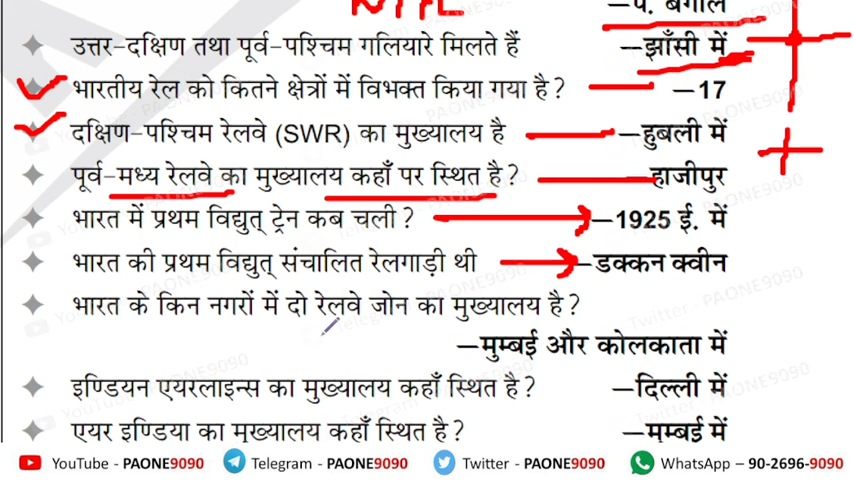 —प. बंगाल
उत्तर-दक्षिण तथा पूर्व-पश्चिम गलियारे मिलते हैं —झाँसी में
भारतीय रेल को कितने क्षेत्रों में विभक्त किया गया है? —17
दक्षिण-पश्चिम रेलवे (SWR) का मुख्यालय है —हुबली में
पूर्व-मध्य रेलवे का मुख्यालय कहाँ पर स्थित है? —हाजीपुर
भारत में प्रथम विद्युत् ट्रेन कब चली? —1925 ई. में
भारत की प्रथम विद्युत् संचालित रेलगाड़ी थी —डक्कन क्वीन
भारत के किन नगरों में दो रेलवे जोन का मुख्यालय है?
—मुम्बई और कोलकाता में
इण्डियन एयरलाइन्स का मुख्यालय कहाँ स्थित है? —दिल्ली में
एयर इण्डिया का मुख्यालय कहाँ स्थित है? —मुम्बई में
YouTube - PAONE9090 Telegram - PAONE9090 Twitter - PAONE9090 WhatsApp – 90-2696-9090